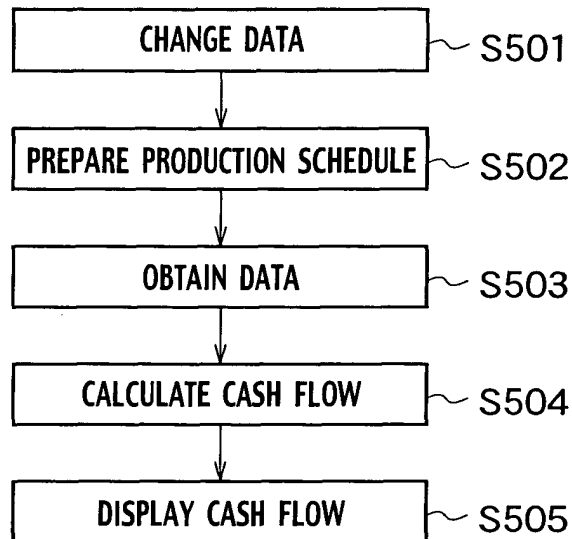 CHANGE DATA S501
PREPARE PRODUCTION SCHEDULE S502
OBTAIN DATA S503
CALCULATE CASH FLOW S504
DISPLAY CASH FLOW S505